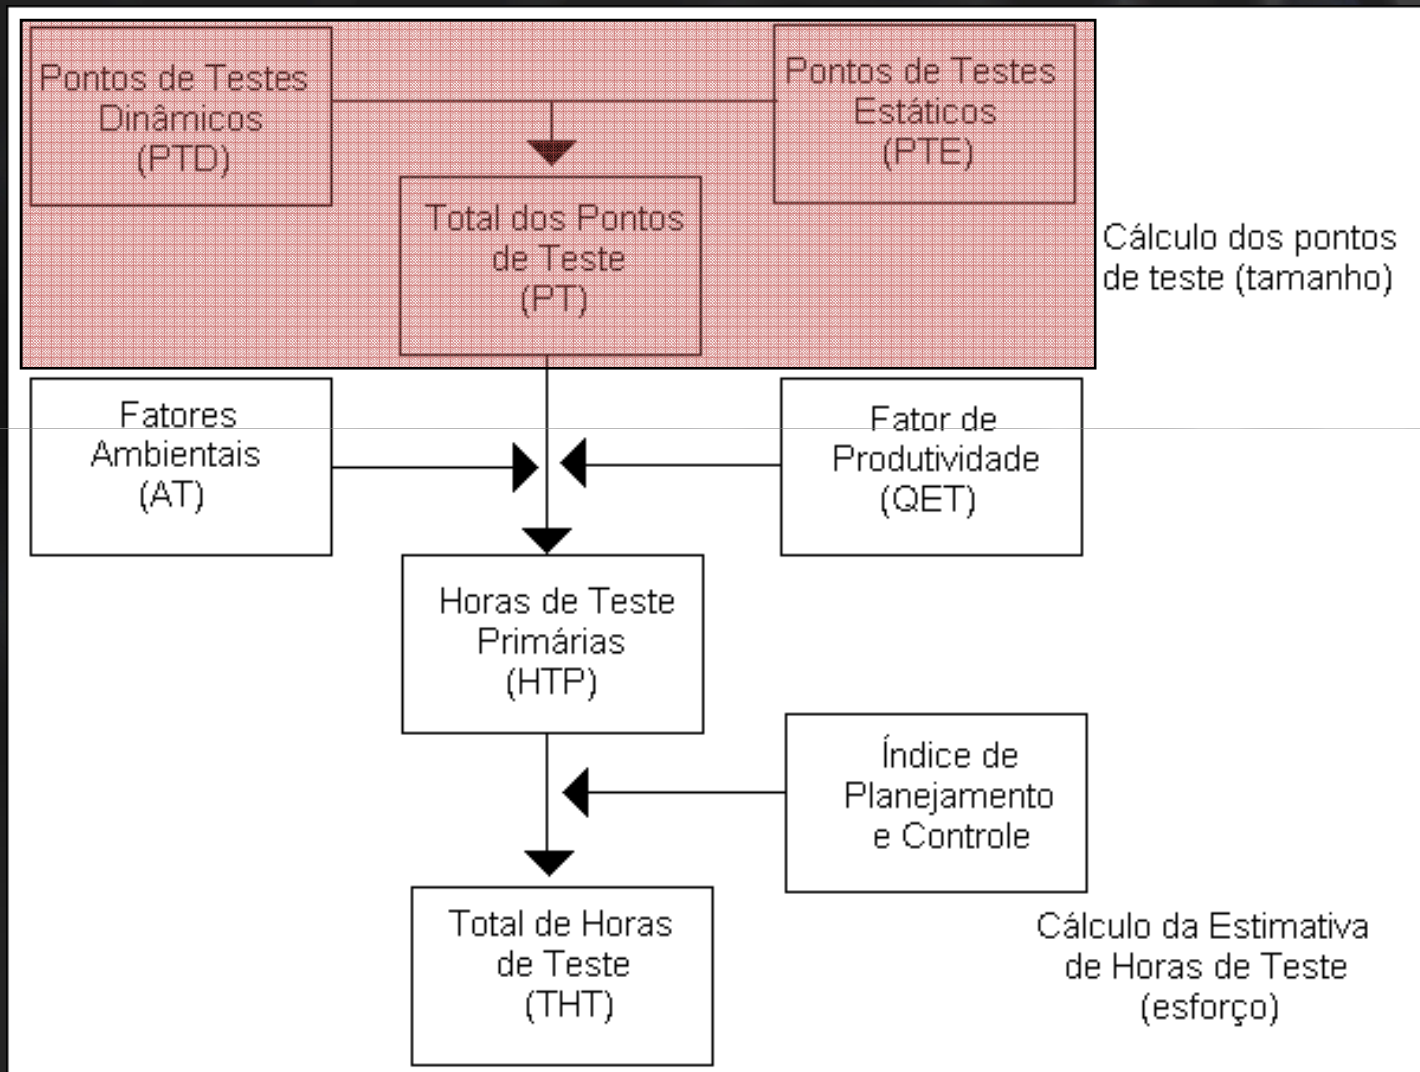 Pontos de Testes
Dinâmicos
(PTD)
Pontos de Testes
Estáticos
(PTE)
Total dos Pontos
de Teste
(PT)
Cálculo dos pontos
de teste (tamanho)
Fatores
Ambientais
(AT)
Fator de
Produtividade
(QET)
Horas de Teste
Primárias
(HTP)
Índice de
Planejamento
e Controle
Total de Horas
de Teste
(THT)
Cálculo da Estimativa
de Horas de Teste
(esforço)